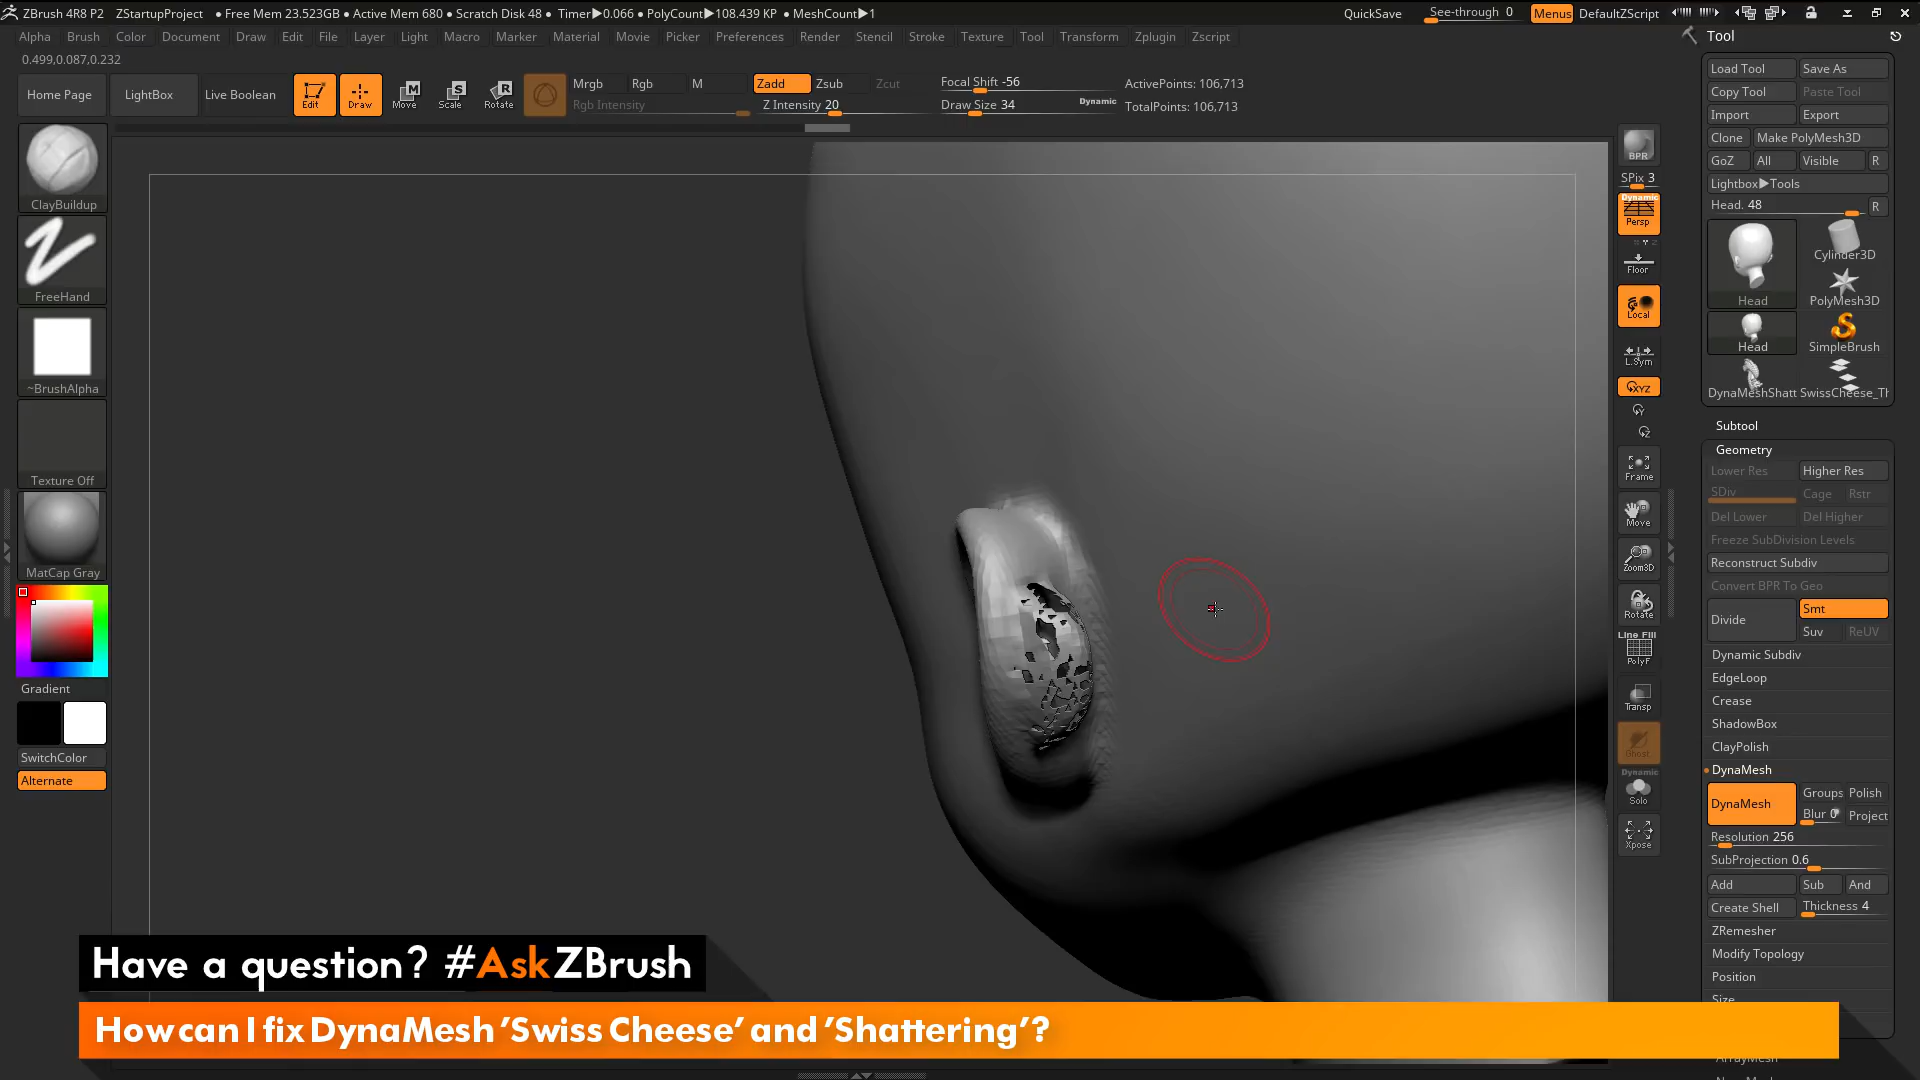 ZBrush 4R8 P2 ZStartupProject ● Free Mem 23.523GB ● Active Mem 680 ● Scratch Disk 48 ● Timer▶0.066 ● PolyCount▶108.439 KP ● MeshCount▶1 QuickSave See-through 0 Menus DefaultZScript
Alpha Brush Color Document Draw Edit File Layer Light Macro Marker Material Movie Picker Preferences Render Stencil Stroke Texture Tool Transform Zplugin Zscript
Tool
0.499,0.087,0.232
Home Page LightBox Live Boolean Edit Draw Move Scale Rotate
Mrgb Rgb M Zadd Zsub Zcut Focal Shift -56 ActivePoints: 106,713
Rgb Intensity Z Intensity 20 Draw Size 34 Dynamic TotalPoints: 106,713
ClayBuildup
FreeHand
~BrushAlpha
Texture Off
MatCap Gray
Gradient
SwitchColor
Alternate
BPR
SPix 3
Dynamic
Persp
Floor
Local
L.Sym
XYZ
Y
Z
Frame
Move
Zoom3D
Rotate
Line Fill
PolyF
Transp
Ghost
Dynamic
Solo
Xpose
Load Tool Save As
Copy Tool Paste Tool
Import Export
Clone Make PolyMesh3D
GoZ All Visible R
Lightbox▶Tools
Head. 48 R
Head Cylinder3D
PolyMesh3D
Head SimpleBrush
DynaMeshShatt SwissCheese_Th
Subtool
Geometry
Lower Res Higher Res
SDiv Cage Rstr
Del Lower Del Higher
Freeze SubDivision Levels
Reconstruct Subdiv
Convert BPR To Geo
Divide Smt
Suv ReUV
Dynamic Subdiv
EdgeLoop
Crease
ShadowBox
ClayPolish
DynaMesh
DynaMesh Groups Polish
Blur 0 Project
Resolution 256
SubProjection 0.6
Add Sub And
Create Shell Thickness 4
ZRemesher
Modify Topology
Position
Size
ArrayMesh
Have a question? #AskZBrush
How can I fix DynaMesh 'Swiss Cheese' and 'Shattering'?